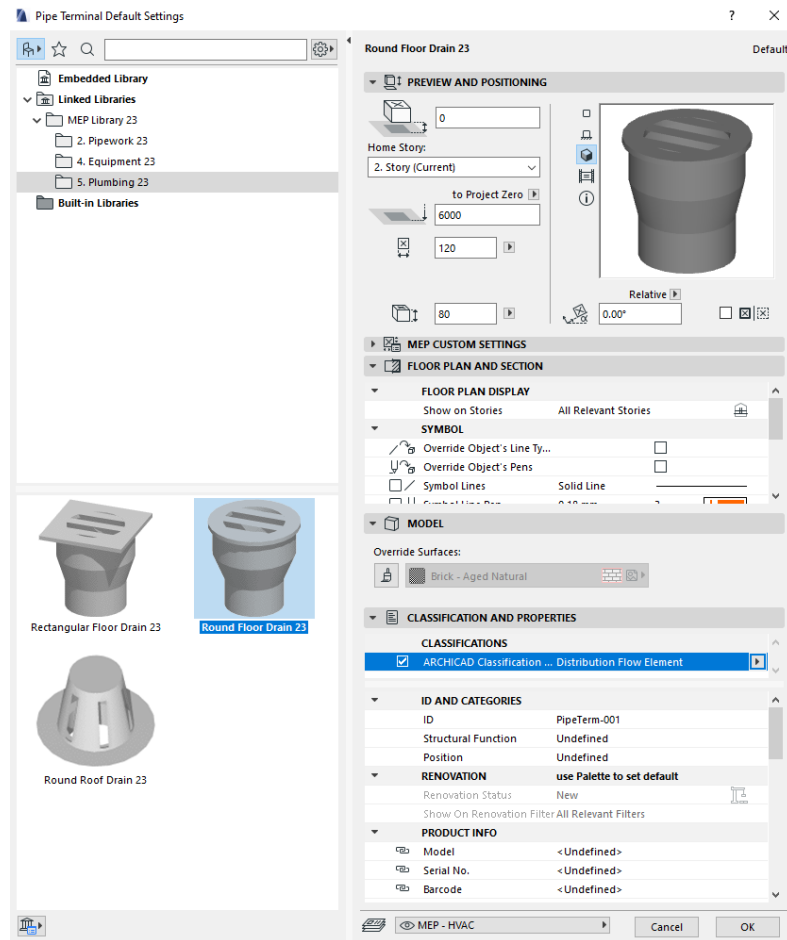 Pipe Terminal Default Settings
Embedded Library
Linked Libraries
MEP Library 23
2. Pipework 23
4. Equipment 23
5. Plumbing 23
Built-in Libraries
Rectangular Floor Drain 23
Round Floor Drain 23
Round Roof Drain 23
Round Floor Drain 23
Default
PREVIEW AND POSITIONING
0
Home Story:
2. Story (Current)
to Project Zero
6000
120
80
Relative
0.00°
MEP CUSTOM SETTINGS
FLOOR PLAN AND SECTION
FLOOR PLAN DISPLAY
Show on Stories All Relevant Stories
SYMBOL
Override Object's Line Ty...
Override Object's Pens
Symbol Lines Solid Line
Symbol Line Pen 0.18 mm
MODEL
Override Surfaces:
Brick - Aged Natural
CLASSIFICATION AND PROPERTIES
CLASSIFICATIONS
ARCHICAD Classification ... Distribution Flow Element
ID AND CATEGORIES
ID PipeTerm-001
Structural Function Undefined
Position Undefined
RENOVATION use Palette to set default
Renovation Status New
Show On Renovation Filter All Relevant Filters
PRODUCT INFO
Model <Undefined>
Serial No. <Undefined>
Barcode <Undefined>
MEP - HVAC
Cancel
OK